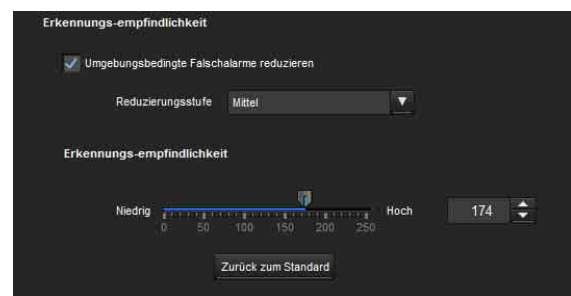 Erkennungs-empfindlichkeit
Umgebungsbedingte Falschalarme reduzieren
Reduzierungsstufe Mittel
Erkennungs-empfindlichkeit
Niedrig Hoch 174
0 50 100 150 200 250
Zurück zum Standard